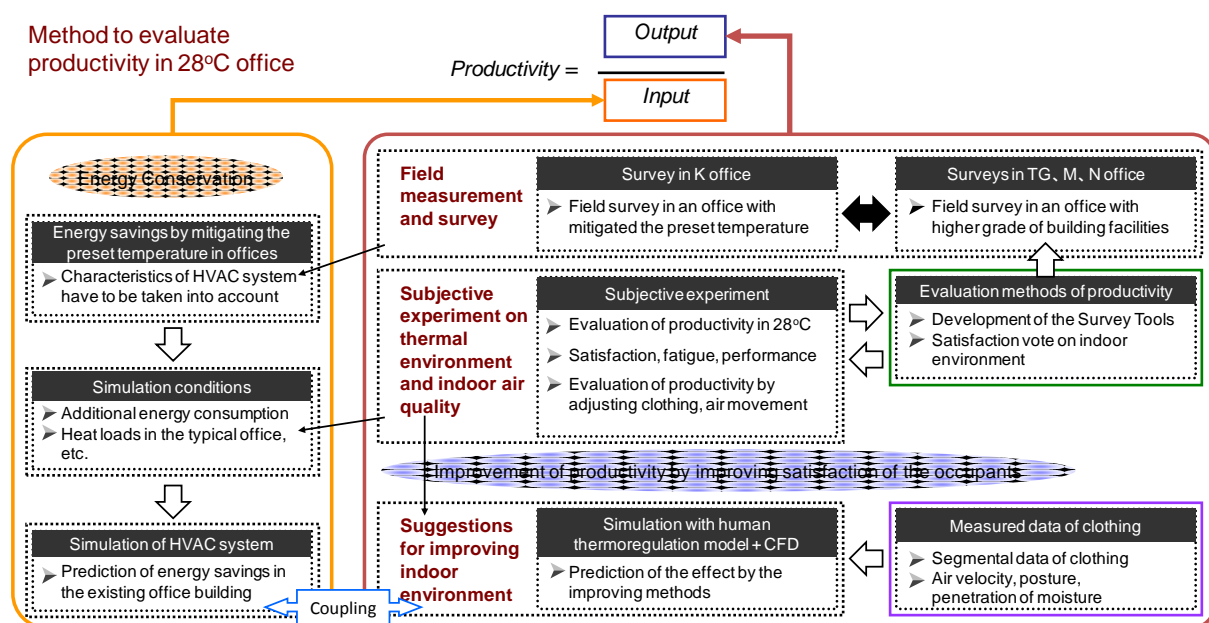 Method to evaluate
productivity in 28ºC office
Productivity =
Output
Input
Energy Conservation
Energy savings by mitigating the
preset temperature in offices
Characteristics of HVAC system
have to be taken into account
Simulation conditions
Additional energy consumption
Heat loads in the typical office,
etc.
Simulation of HVAC system
Prediction of energy savings in
the existing office building
Coupling
Field
measurement
and survey
Survey in K office
Field survey in an office with
mitigated the preset temperature
Surveys in TG、M、N office
Field survey in an office with
higher grade of building facilities
Subjective
experiment on
thermal
environment
and indoor air
quality
Subjective experiment
Evaluation of productivity in 28ºC
Satisfaction, fatigue, performance
Evaluation of productivity by
adjusting clothing, air movement
Evaluation methods of productivity
Development of the Survey Tools
Satisfaction vote on indoor
environment
Improvement of productivity by improving satisfaction of the occupants
Suggestions
for improving
indoor
environment
Simulation with human
thermoregulation model + CFD
Prediction of the effect by the
improving methods
Measured data of clothing
Segmental data of clothing
Air velocity, posture,
penetration of moisture